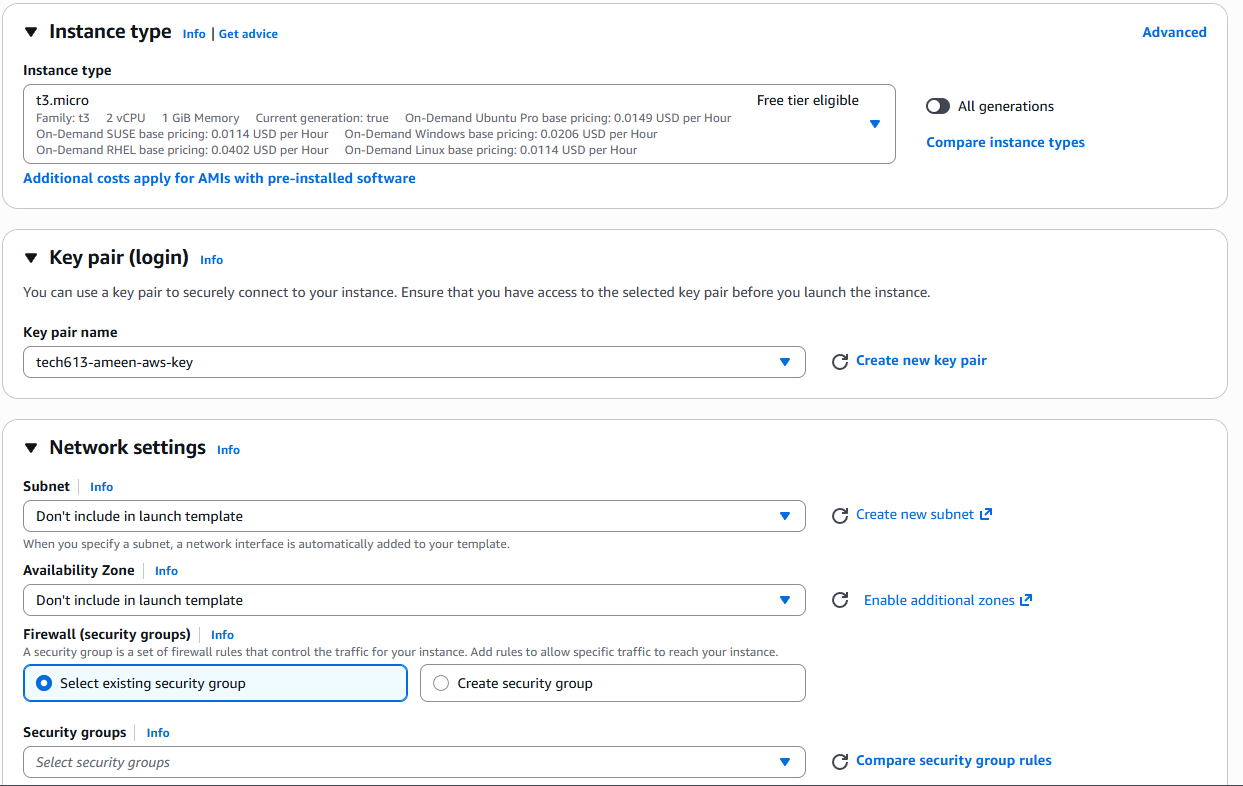 Instance type Info | Get advice Advanced
Instance type
t3.micro Free tier eligible
Family: t3 2 vCPU 1 GiB Memory Current generation: true On-Demand Ubuntu Pro base pricing: 0.0149 USD per Hour
On-Demand SUSE base pricing: 0.0114 USD per Hour On-Demand Windows base pricing: 0.0206 USD per Hour
On-Demand RHEL base pricing: 0.0402 USD per Hour On-Demand Linux base pricing: 0.0114 USD per Hour
All generations
Compare instance types
Additional costs apply for AMIs with pre-installed software
Key pair (login) Info
You can use a key pair to securely connect to your instance. Ensure that you have access to the selected key pair before you launch the instance.
Key pair name
tech613-ameen-aws-key Create new key pair
Network settings Info
Subnet Info
Don't include in launch template Create new subnet
When you specify a subnet, a network interface is automatically added to your template.
Availability Zone Info
Don't include in launch template Enable additional zones
Firewall (security groups) Info
A security group is a set of firewall rules that control the traffic for your instance. Add rules to allow specific traffic to reach your instance.
Select existing security group Create security group
Security groups Info
Select security groups Compare security group rules